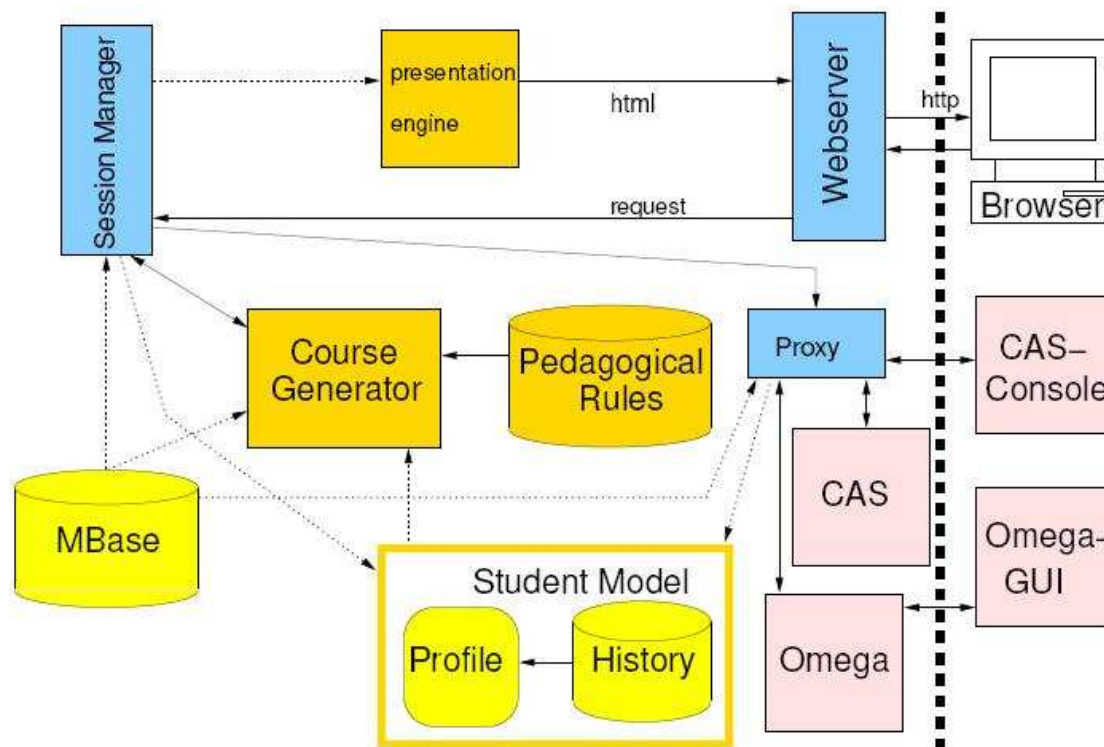 Session Manager
presentation
engine
html
Webserver
http
Browser
request
Course
Generator
Pedagogical
Rules
Proxy
CAS–
Console
MBase
CAS
Omega–
GUI
Student Model
Profile
History
Omega